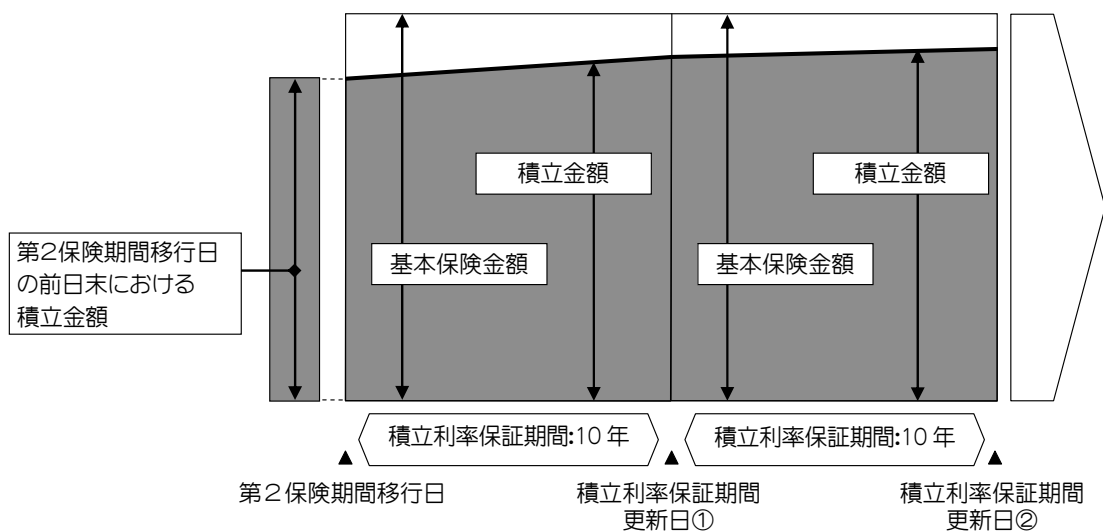 積立金額
積立金額
第2保険期間移行日
の前日末における
積立金額
基本保険金額
基本保険金額
積立利率保証期間:10年
積立利率保証期間:10年
▲
▲
▲
第2保険期間移行日
積立利率保証期間
更新日①
積立利率保証期間
更新日②